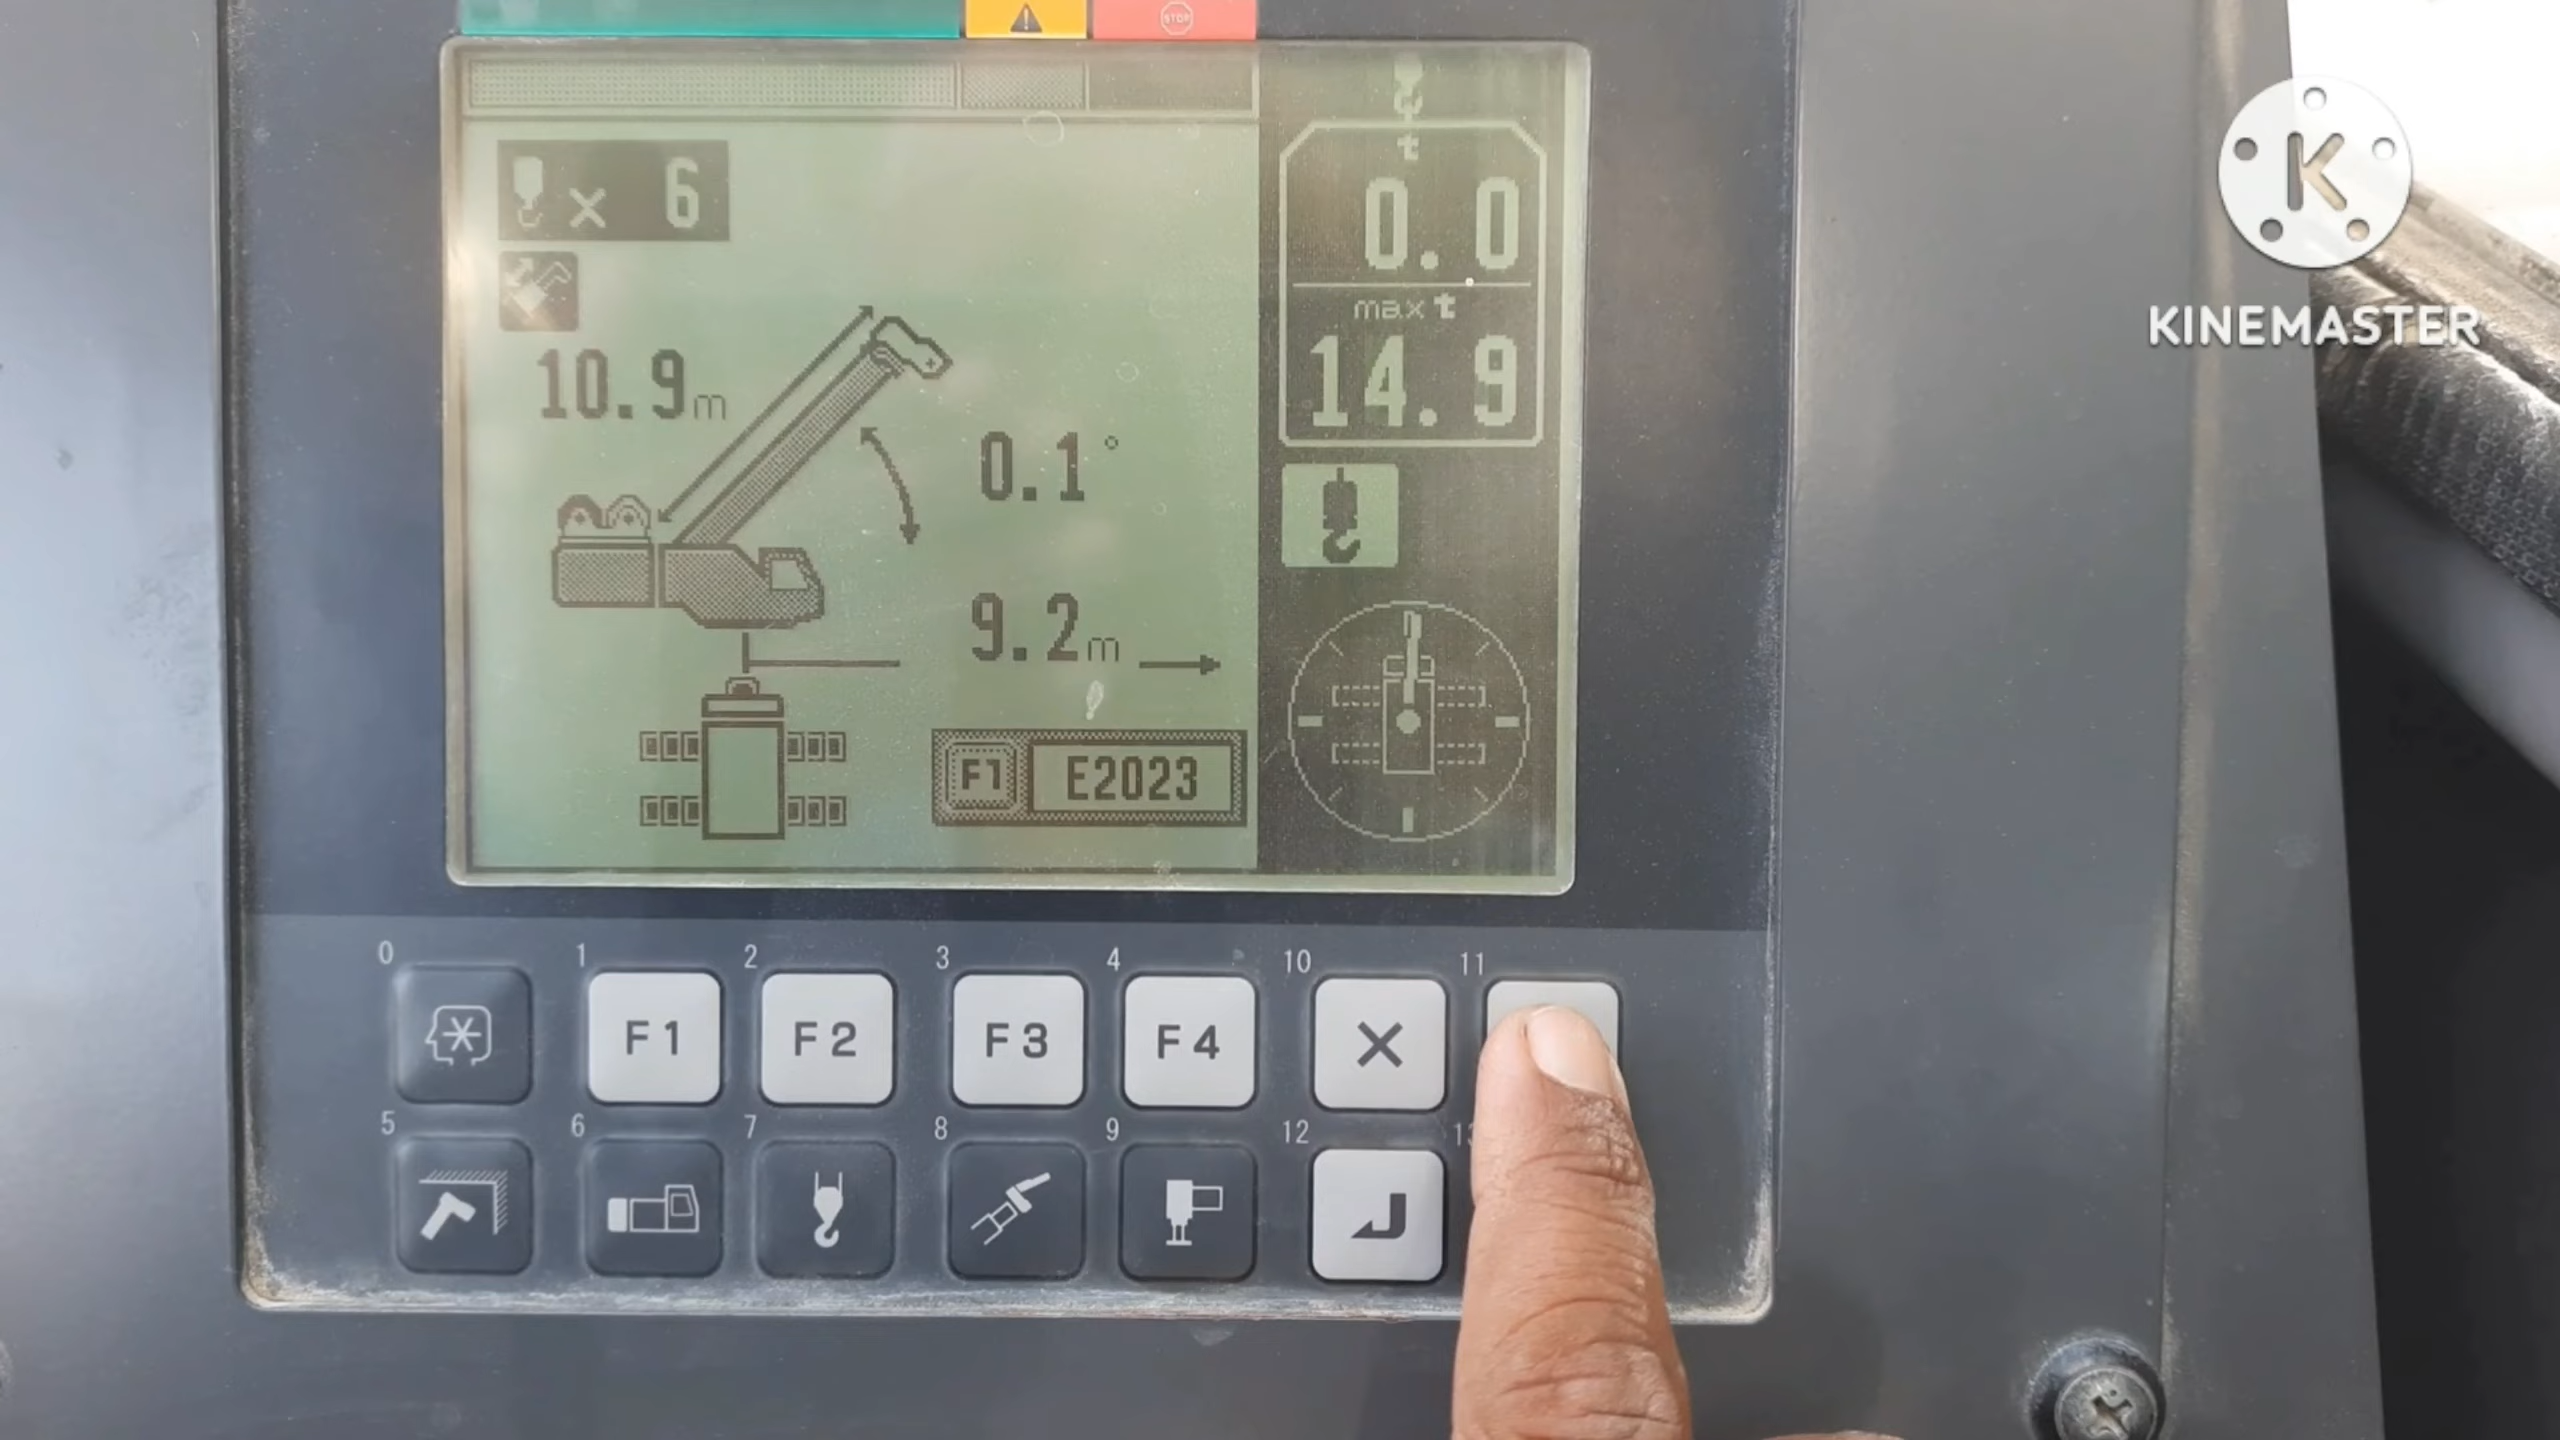 STOP
× 6
t
0.0
max t
14.9
10.9m
0.1°
9.2m
F1 E2023
K
KINEMASTER
0 1 2 3 4 10 11
F1 F2 F3 F4 ×
5 6 7 8 9 12